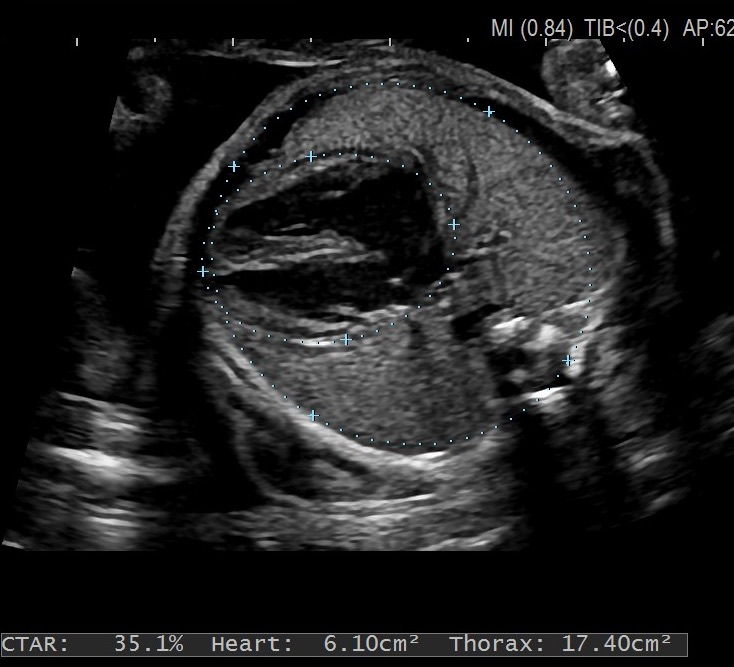 MI (0.84) TIB<(0.4) AP:62
CTAR: 35.1% Heart: 6.10cm² Thorax: 17.40cm²